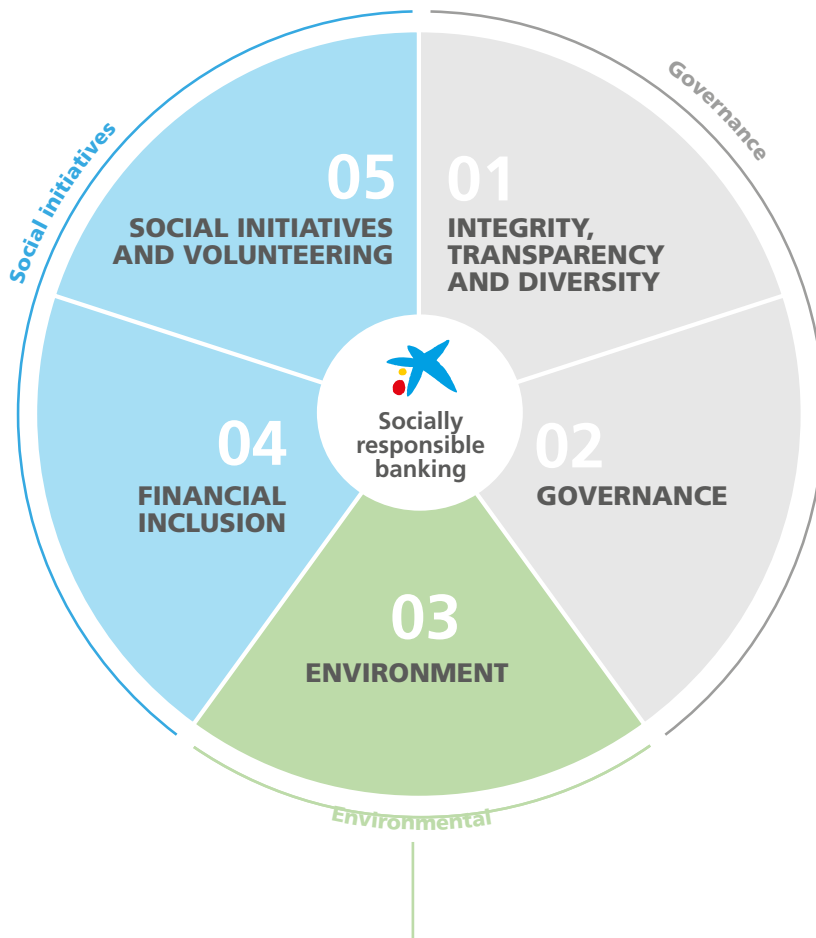 Governance
01
INTEGRITY,
TRANSPARENCY
AND DIVERSITY
02
GOVERNANCE
03
ENVIRONMENT
Environmental
04
FINANCIAL
INCLUSION
05
SOCIAL INITIATIVES
AND VOLUNTEERING
Social initiatives
Socially
responsible
banking